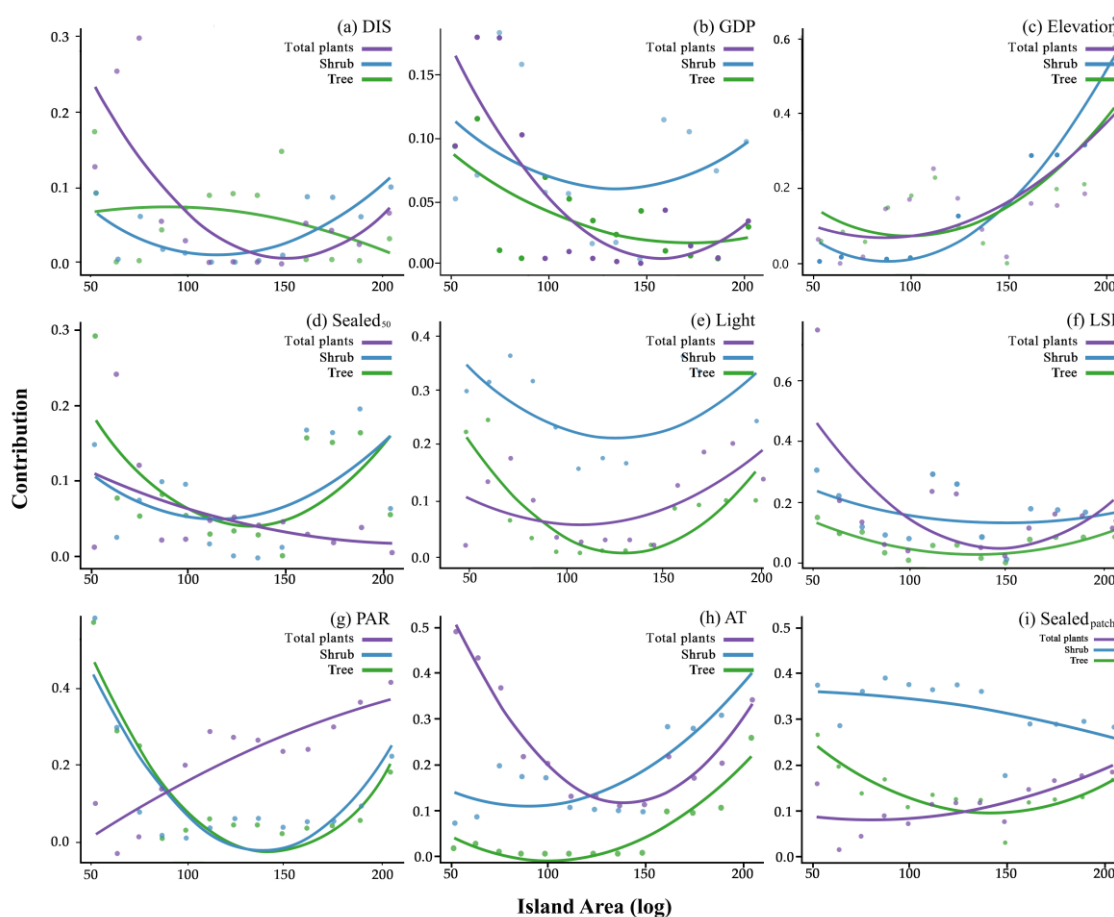 (a) DIS
Total plants
Shrub
Tree
0.3
0.2
0.1
0.0
50
100
150
200
(b) GDP
Total plants
Shrub
Tree
0.15
0.10
0.05
0.00
50
100
150
200
(c) Elevation
Total plants
Shrub
Tree
0.6
0.4
0.2
0.0
50
100
150
200
(d) Sealed₅₀
Total plants
Shrub
Tree
0.3
0.2
0.1
0.0
50
100
150
200
(e) Light
Total plants
Shrub
Tree
0.4
0.3
0.2
0.1
0.0
50
100
150
200
(f) LSI
Total plants
Shrub
Tree
0.6
0.4
0.2
0.0
50
100
150
200
(g) PAR
Total plants
Shrub
Tree
0.4
0.2
0.0
50
100
150
200
(h) AT
Total plants
Shrub
Tree
0.5
0.4
0.3
0.2
0.1
0.0
50
100
150
200
(i) Sealed patch
Total plants
Shrub
Tree
0.5
0.4
0.3
0.2
0.1
0.0
50
100
150
200
Contribution
Island Area (log)